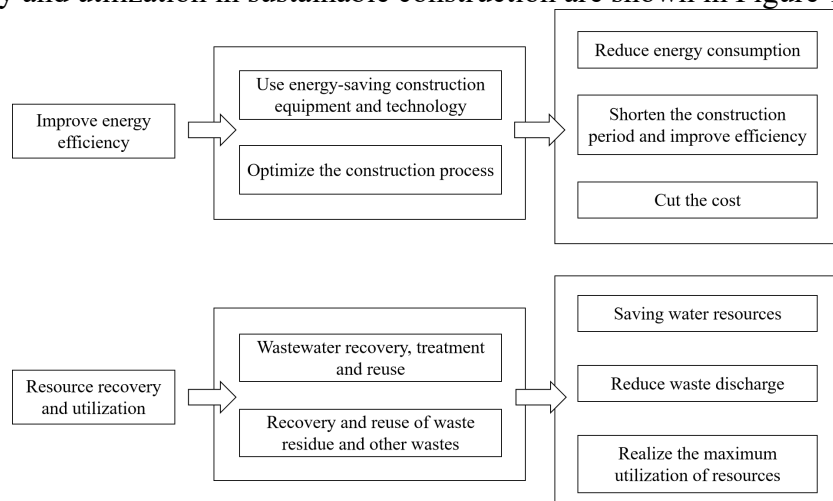 y and utilization in sustainable construction are shown in Figure
Reduce energy consumption
Use energy-saving construction
equipment and technology
Improve energy
efficiency
Shorten the construction
period and improve efficiency
Optimize the construction process
Cut the cost
Saving water resources
Wastewater recovery, treatment
and reuse
Resource recovery
and utilization
Reduce waste discharge
Recovery and reuse of waste
residue and other wastes
Realize the maximum
utilization of resources